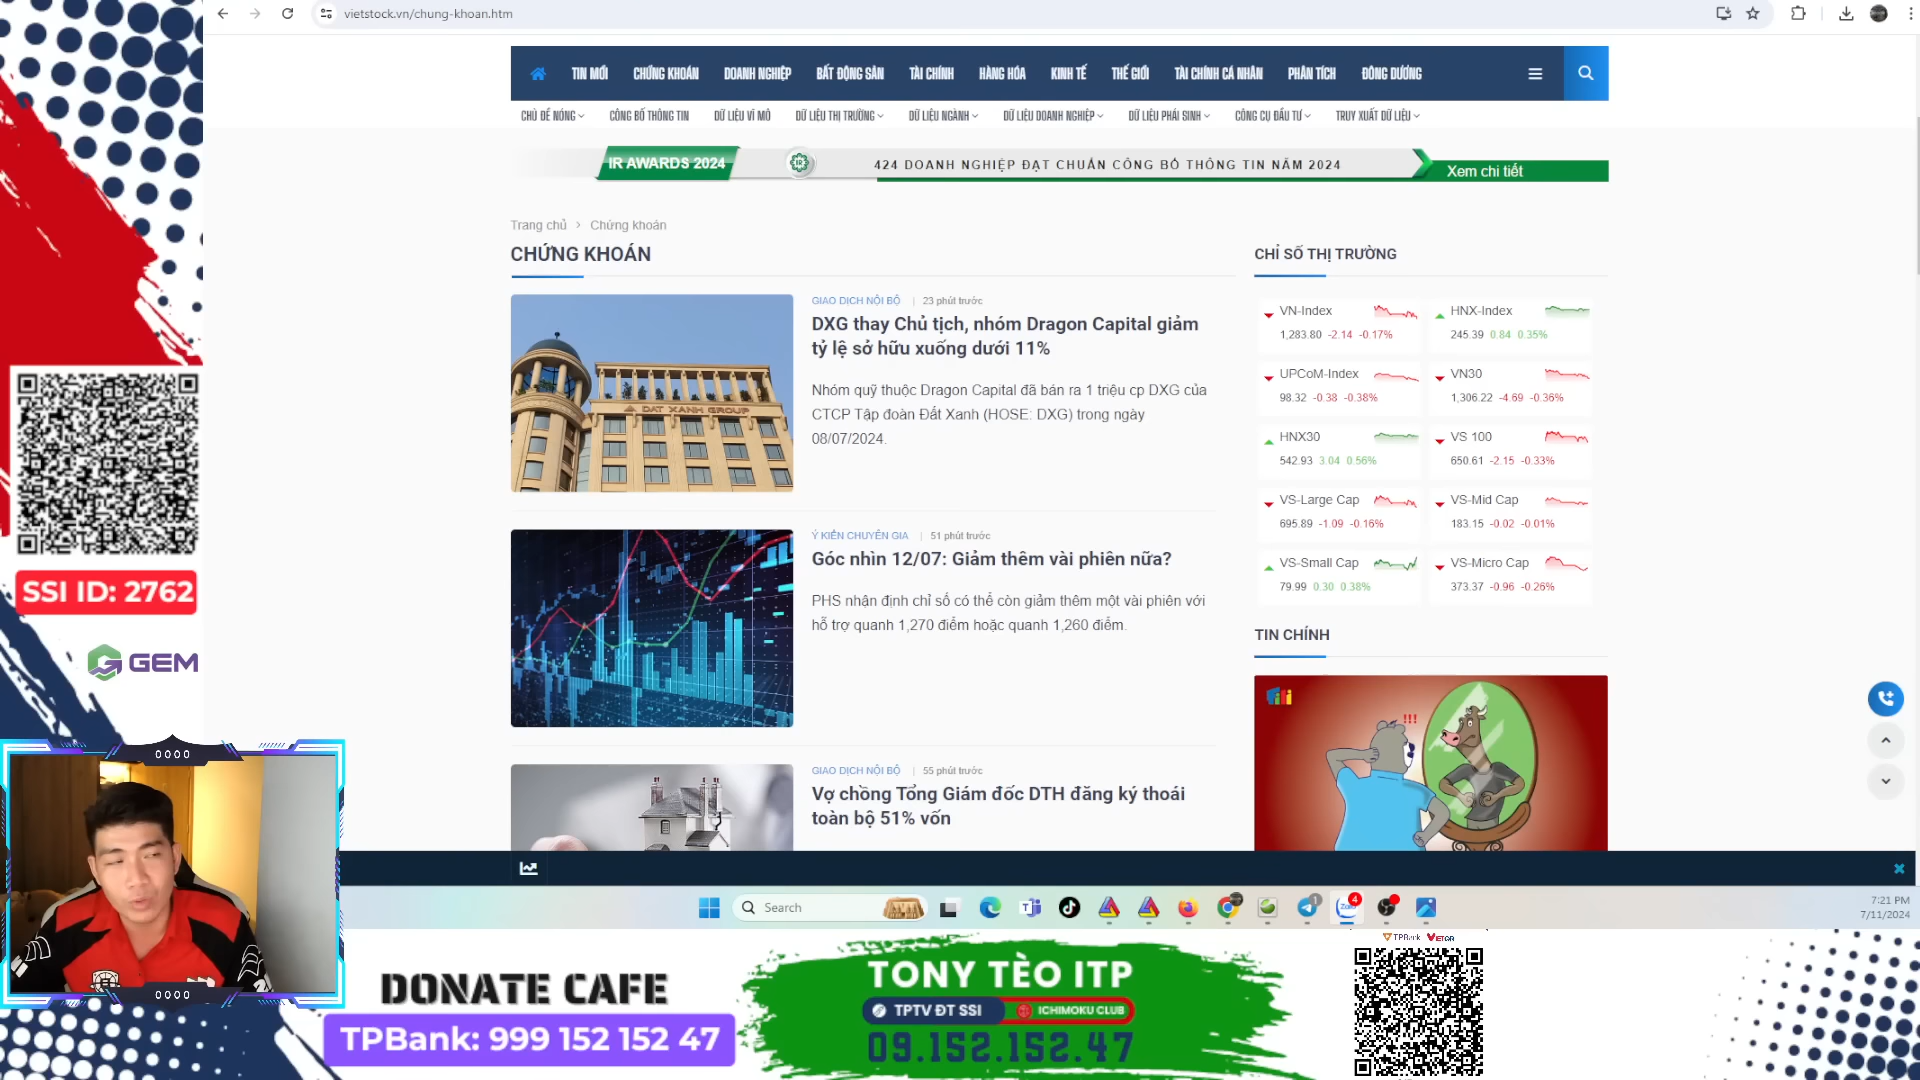 vietstock.vn/chung-khoan.htm
TIN MỚI CHỨNG KHOÁN DOANH NGHIỆP BẤT ĐỘNG SẢN TÀI CHÍNH HÀNG HÓA KINH TẾ THẾ GIỚI TÀI CHÍNH CÁ NHÂN PHÂN TÍCH ĐÔNG DƯƠNG
CHỦ ĐỀ NÓNG CÔNG BỐ THÔNG TIN DỮ LIỆU VĨ MÔ DỮ LIỆU THỊ TRƯỜNG DỮ LIỆU NGÀNH DỮ LIỆU DOANH NGHIỆP DỮ LIỆU PHÁI SINH CÔNG CỤ ĐẦU TƯ TRUY XUẤT DỮ LIỆU
IR AWARDS 2024 424 DOANH NGHIỆP ĐẠT CHUẨN CÔNG BỐ THÔNG TIN NĂM 2024 Xem chi tiết
Trang chủ > Chứng khoán
CHỨNG KHOÁN
GIAO DỊCH NỘI BỘ | 23 phút trước
DXG thay Chủ tịch, nhóm Dragon Capital giảm
tỷ lệ sở hữu xuống dưới 11%
Nhóm quỹ thuộc Dragon Capital đã bán ra 1 triệu cp DXG của
CTCP Tập đoàn Đất Xanh (HOSE: DXG) trong ngày
08/07/2024.
DAT XANH GROUP
Ý KIẾN CHUYÊN GIA | 51 phút trước
Góc nhìn 12/07: Giảm thêm vài phiên nữa?
PHS nhận định chỉ số có thể còn giảm thêm một vài phiên với
hỗ trợ quanh 1,270 điểm hoặc quanh 1,260 điểm.
GIAO DỊCH NỘI BỘ | 55 phút trước
Vợ chồng Tổng Giám đốc DTH đăng ký thoái
toàn bộ 51% vốn
CHỈ SỐ THỊ TRƯỜNG
VN-Index HNX-Index
1,283.80 -2.14 -0.17% 245.39 0.84 0.35%
UPCoM-Index VN30
98.32 -0.38 -0.38% 1,306.22 -4.69 -0.36%
HNX30 VS 100
542.93 3.04 0.56% 650.61 -2.15 -0.33%
VS-Large Cap VS-Mid Cap
695.89 -1.09 -0.16% 183.15 -0.02 -0.01%
VS-Small Cap VS-Micro Cap
79.99 0.30 0.38% 373.37 -0.96 -0.26%
TIN CHÍNH
!!!
SSI ID: 2762
GEM
Search
Zalo
4
1
7:21 PM
7/11/2024
DONATE CAFE
TPBank: 999 152 152 47
TONY TÈO ITP
TPTV ĐT SSI ICHIMOKU CLUB
09.152.152.47
TPBank VIETQR